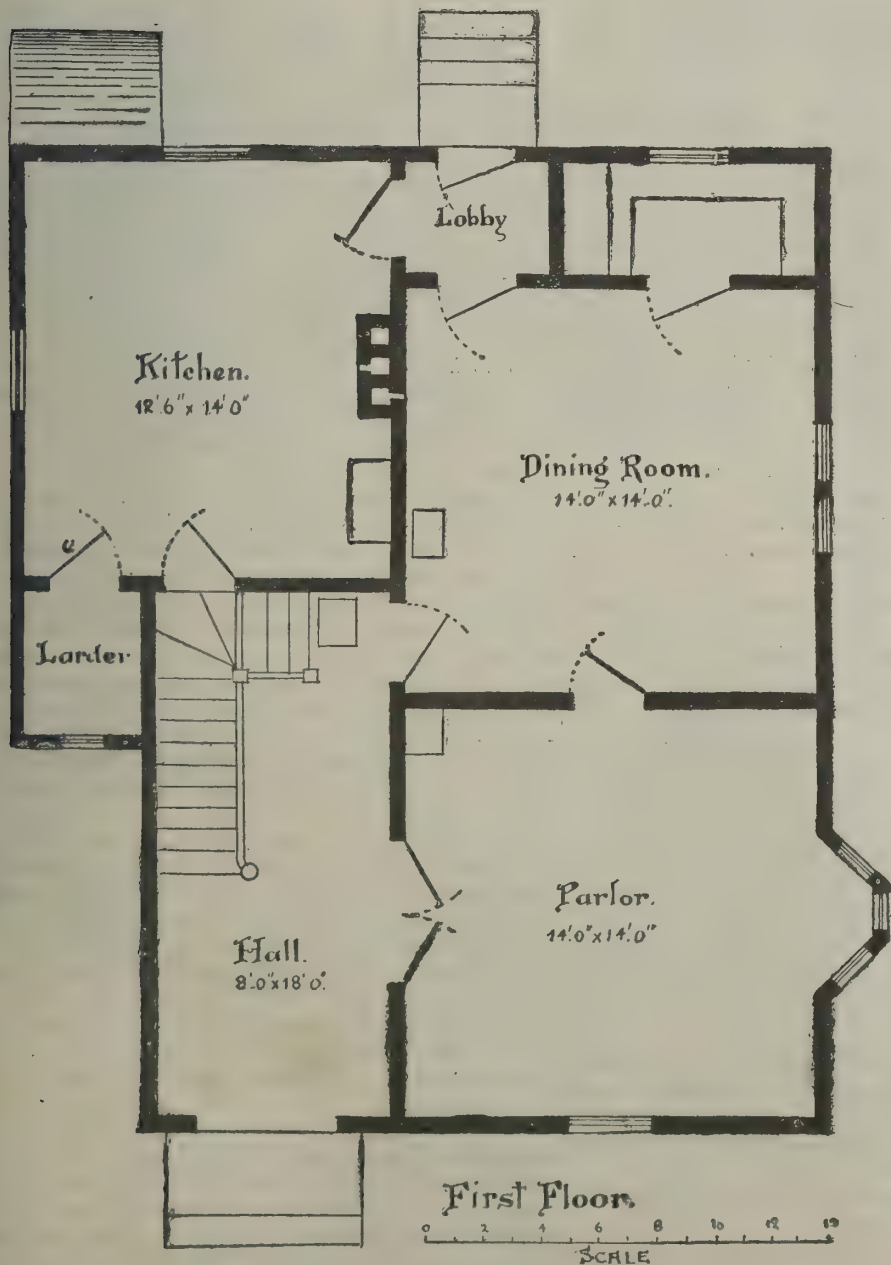 Lobby
Kitchen.
12'.6" x 14'.0"
Dining Room.
14'.0" x 14'.0".
a
Larder
Parlor.
14'.0" x 14'.0"
Hall.
8'.0" x 18'.0".
First Floor.
0 2 4 6 8 10 12
SCALE